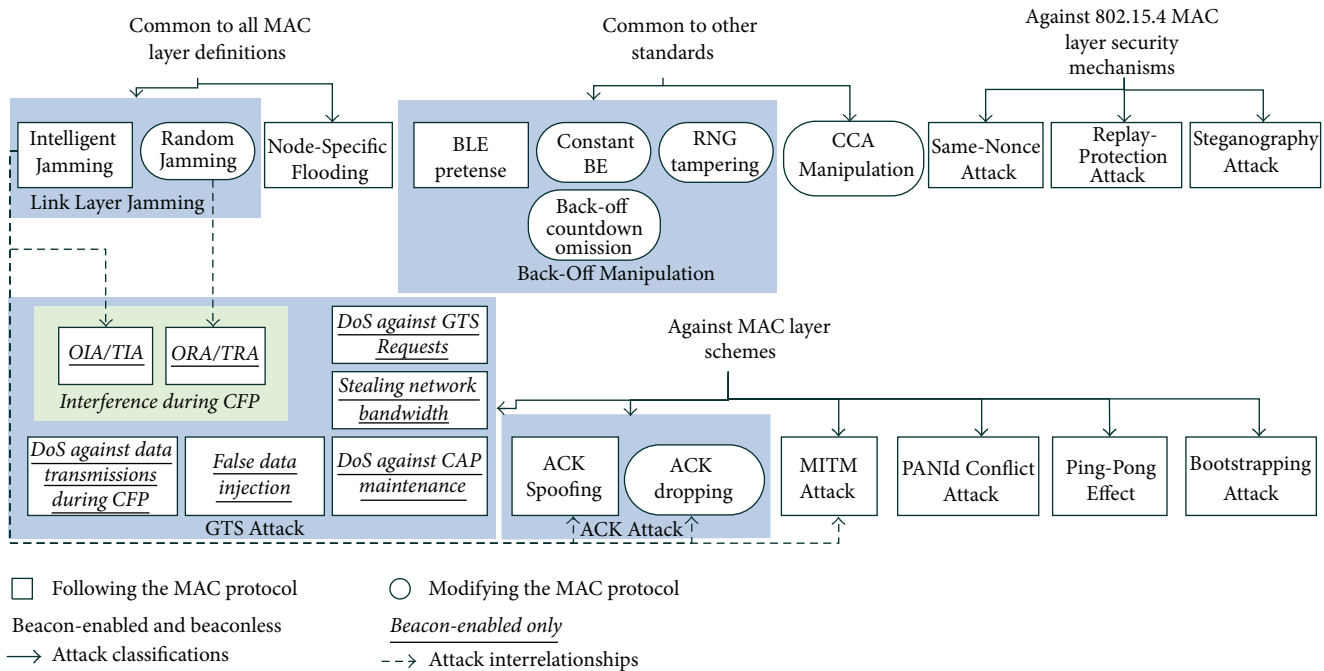 Common to all MAC
layer definitions
Common to other
standards
Against 802.15.4 MAC
layer security
mechanisms
Intelligent
Jamming
Random
Jamming
Link Layer Jamming
Node-Specific
Flooding
BLE
pretense
Constant
BE
RNG
tampering
Back-off
countdown
omission
Back-Off Manipulation
CCA
Manipulation
Same-Nonce
Attack
Replay-
Protection
Attack
Steganography
Attack
OIA/TIA
ORA/TRA
Interference during CFP
DoS against GTS
Requests
Stealing network
bandwidth
DoS against data
transmissions
during CFP
False data
injection
DoS against CAP
maintenance
GTS Attack
Against MAC layer
schemes
ACK
Spoofing
ACK
dropping
ACK Attack
MITM
Attack
PANId Conflict
Attack
Ping-Pong
Effect
Bootstrapping
Attack
Following the MAC protocol
Modifying the MAC protocol
Beacon-enabled and beaconless
Beacon-enabled only
Attack classifications
Attack interrelationships